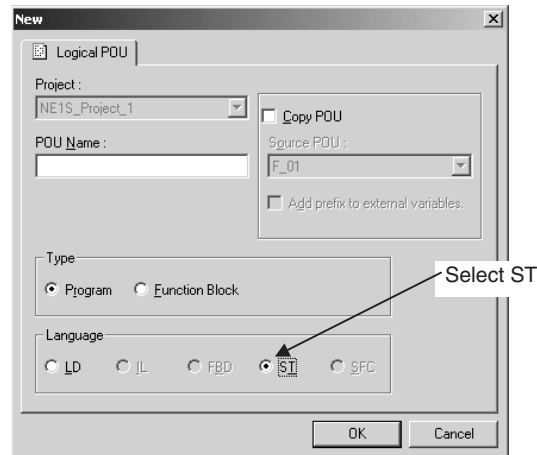 New
Logical POU
Project :
NE1S_Project_1
POU Name :
Copy POU
Source POU :
F_01
Add prefix to external variables.
Type
Program Function Block
Select ST
Language
LD IL FBD ST SFC
OK Cancel